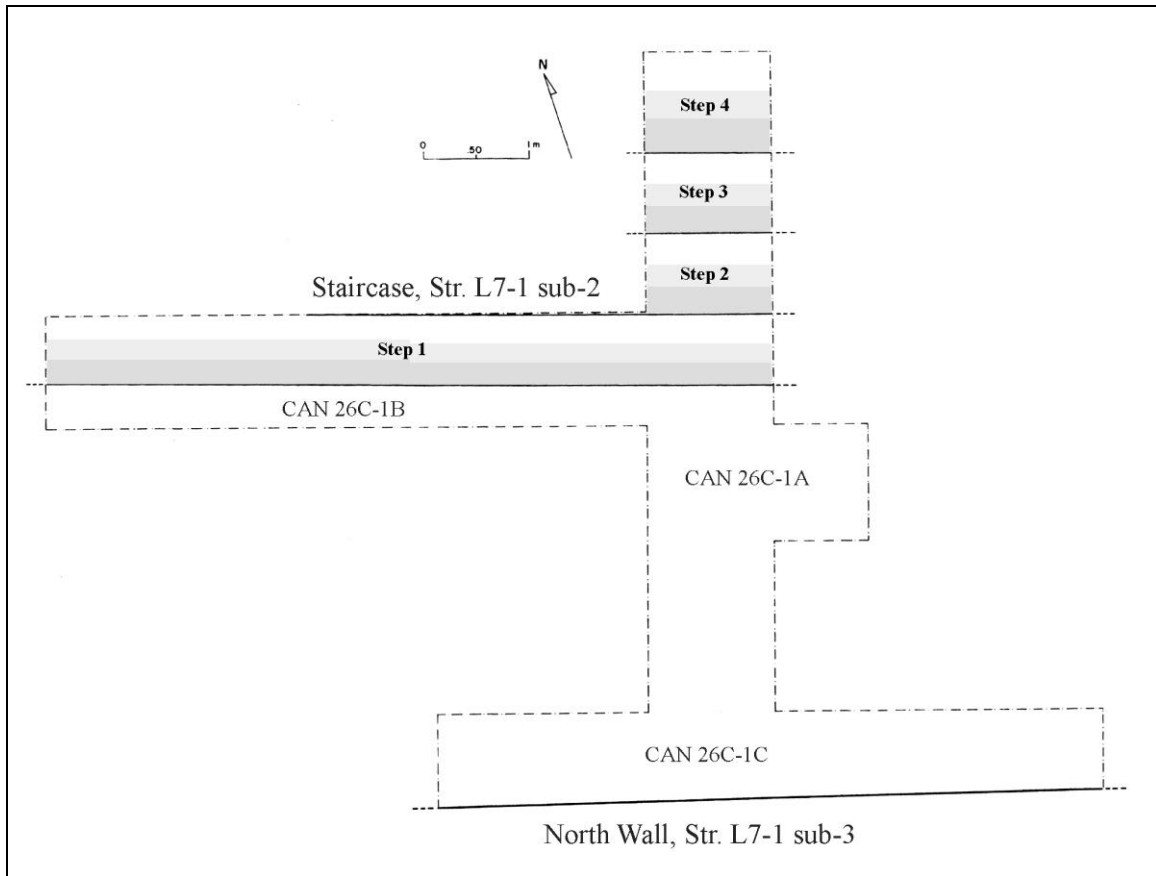 N
0 .50 1 m
Step 4
Step 3
Step 2
Staircase, Str. L7-1 sub-2
Step 1
CAN 26C-1B
CAN 26C-1A
CAN 26C-1C
North Wall, Str. L7-1 sub-3